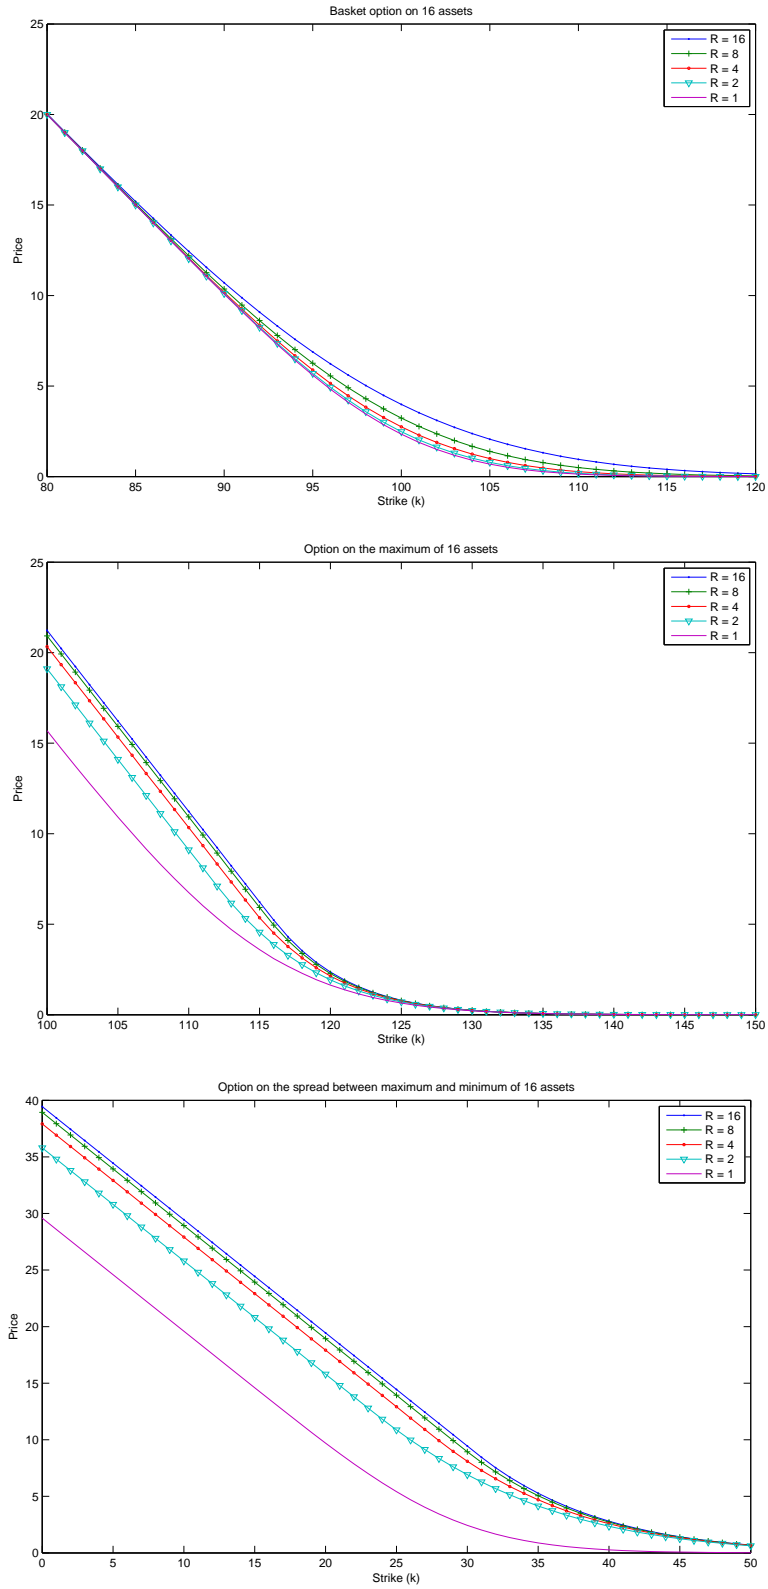 Basket option on 16 assets
25
20
15
10
5
0
Price
R = 16
R = 8
R = 4
R = 2
R = 1
80 85 90 95 100 105 110 115 120
Strike (k)
Option on the maximum of 16 assets
25
20
15
10
5
0
Price
R = 16
R = 8
R = 4
R = 2
R = 1
100 105 110 115 120 125 130 135 140 145 150
Strike (k)
Option on the spread between maximum and minimum of 16 assets
40
35
30
25
20
15
10
5
0
Price
R = 16
R = 8
R = 4
R = 2
R = 1
0 5 10 15 20 25 30 35 40 45 50
Strike (k)